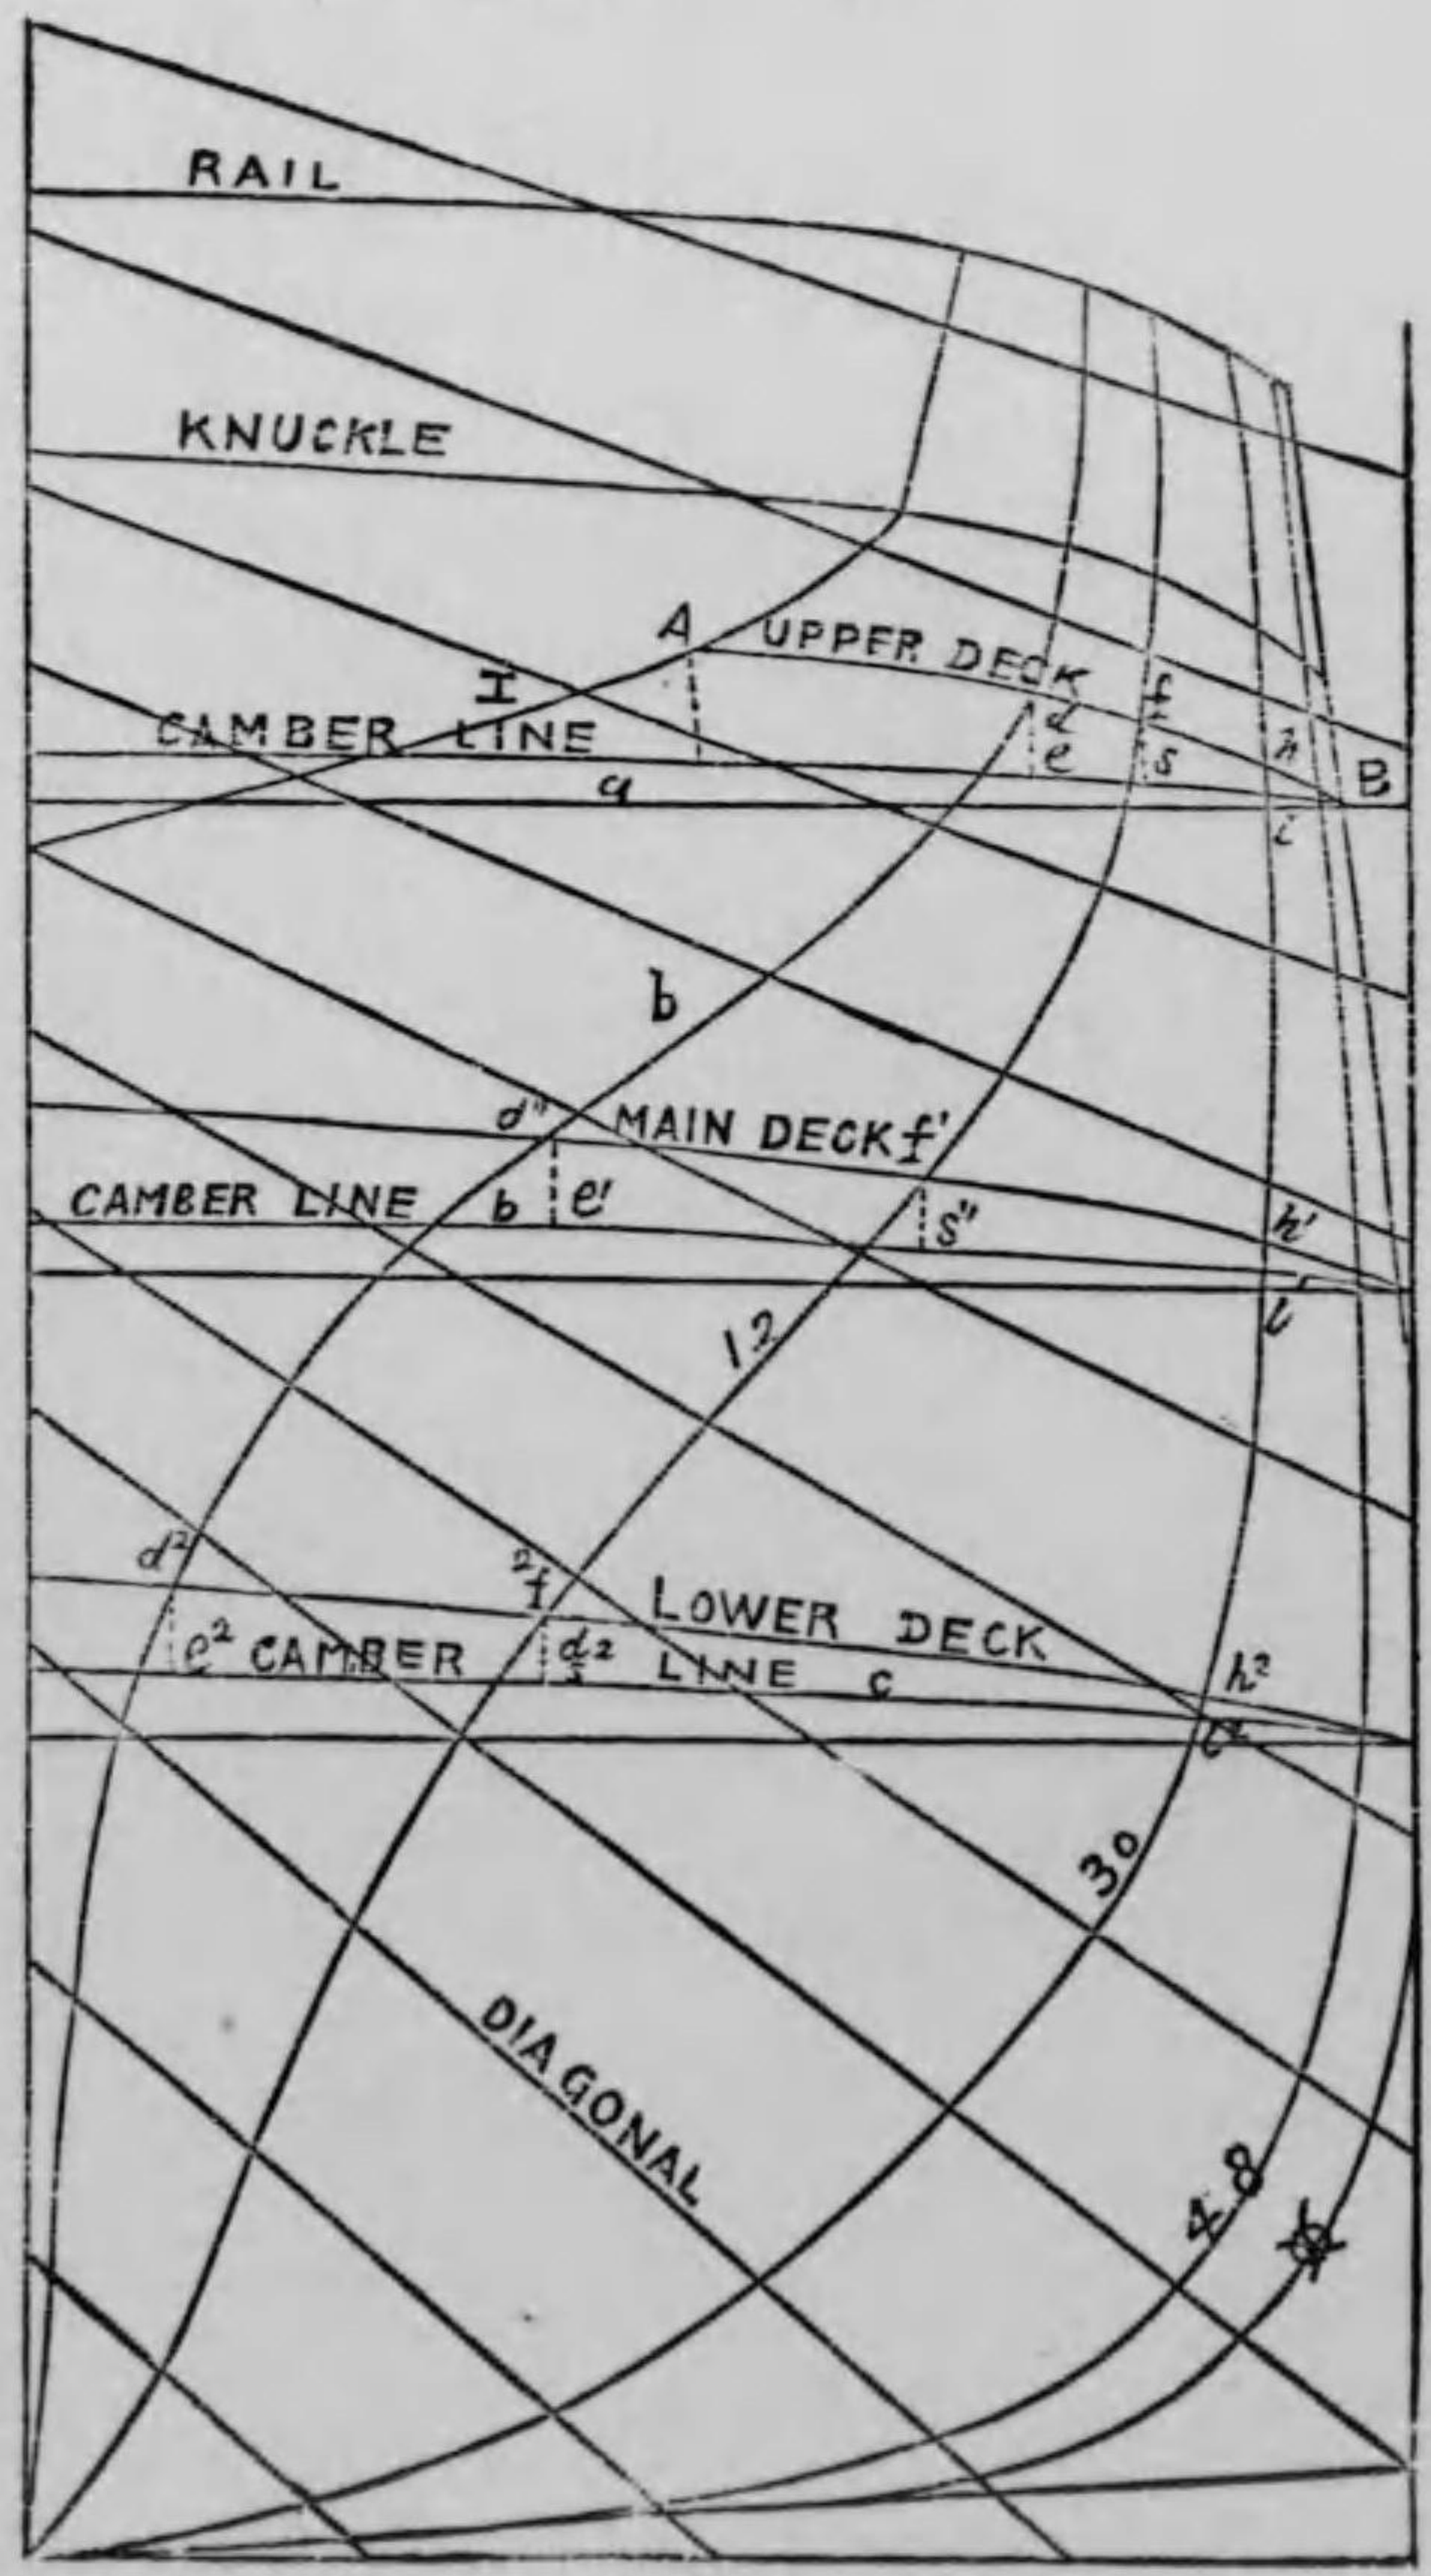 RAIL
KNUCKLE
A UPPER DECK
I
f
CAMBER LINE
d
h
e s B
a
i
b
d" MAIN DECK f'
CAMBER LINE b e' s" h'
12
d² ²f LOWER DECK
e² CAMBER d² LINE c h²
30
DIAGONAL
48